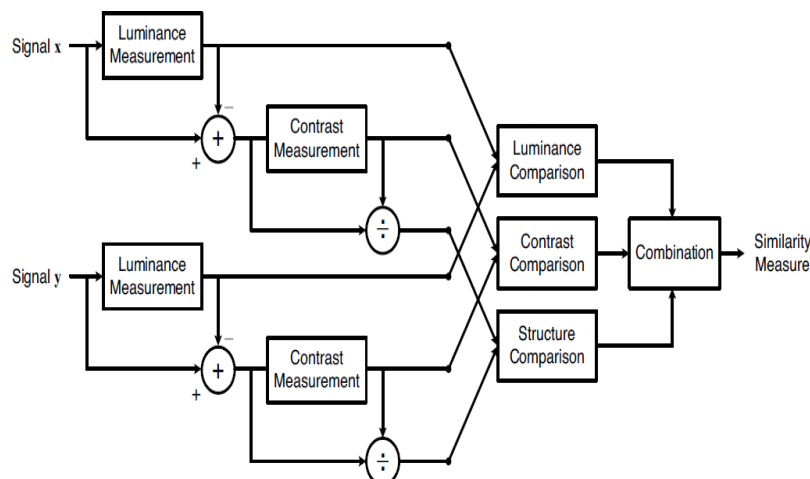 Signal x
Luminance
Measurement
−
+
+
Contrast
Measurement
÷
Luminance
Comparison
Signal y
Luminance
Measurement
Contrast
Comparison
Combination
Similarity
Measure
−
+
+
Contrast
Measurement
÷
Structure
Comparison